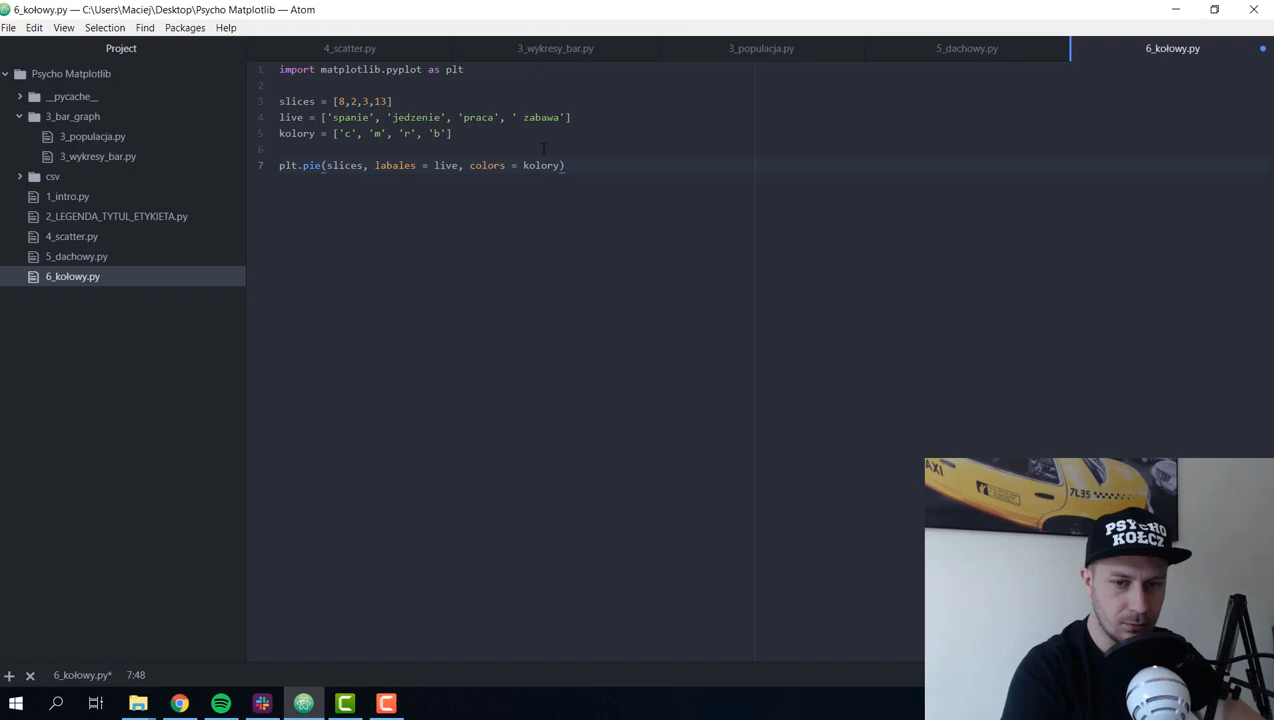 6_kołowy.py — C:\Users\Maciej\Desktop\Psycho Matplotlib — Atom
File Edit View Selection Find Packages Help
Project
4_scatter.py 3_wykresy_bar.py 3_populacja.py 5_dachowy.py 6_kołowy.py
Psycho Matplotlib
__pycache__
3_bar_graph
3_populacja.py
3_wykresy_bar.py
csv
1_intro.py
2_LEGENDA_TYTUL_ETYKIETA.py
4_scatter.py
5_dachowy.py
6_kołowy.py
1 import matplotlib.pyplot as plt
2
3 slices = [8,2,3,13]
4 live = ['spanie', 'jedzenie', 'praca', ' zabawa']
5 kolory = ['c', 'm', 'r', 'b']
6
7 plt.pie(slices, labales = live, colors = kolory)
AXI
7L35
PSYCHO
KOŁCZ
6_kołowy.py* 7:48